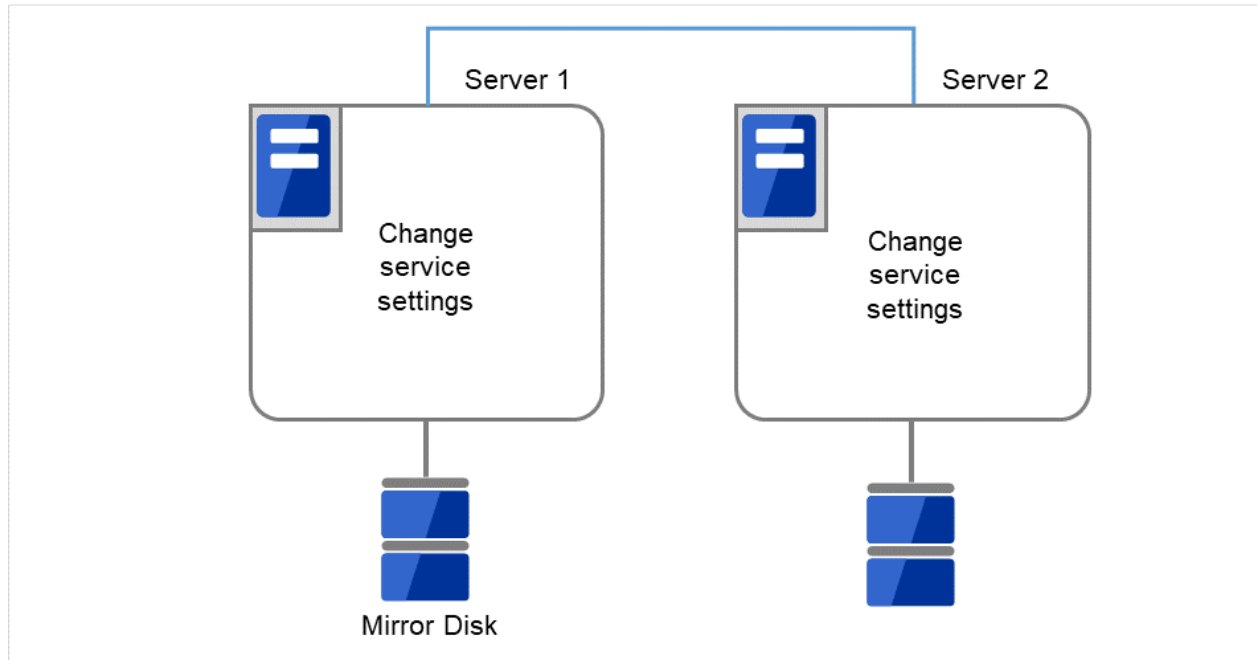 Server 1
Server 2
Change
service
settings
Change
service
settings
Mirror Disk